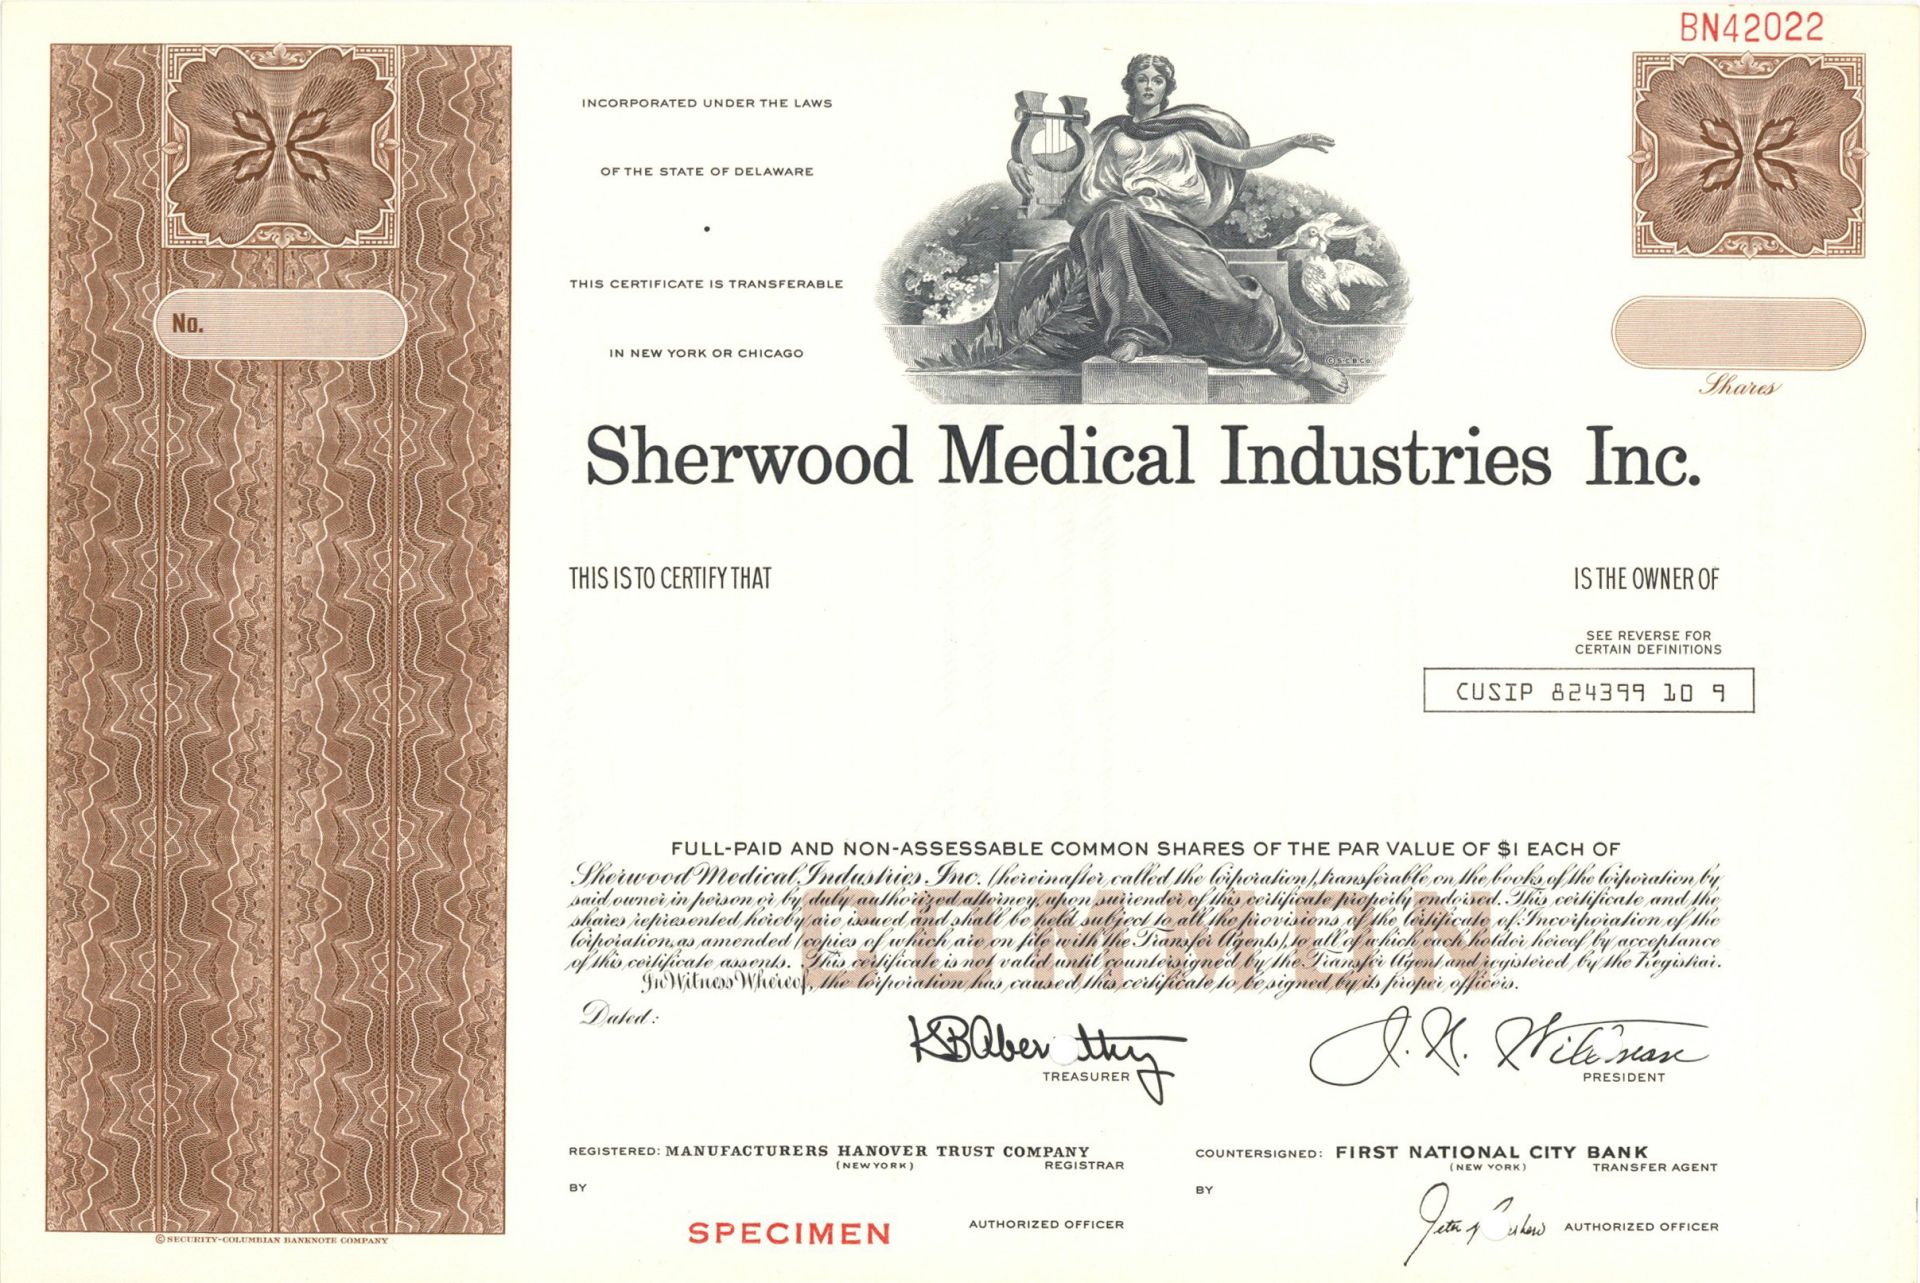 BN42022
INCORPORATED UNDER THE LAWS
OF THE STATE OF DELAWARE
•
THIS CERTIFICATE IS TRANSFERABLE
IN NEW YORK OR CHICAGO
No.
© S.C.B.Co.
Shares
Sherwood Medical Industries Inc.
THIS IS TO CERTIFY THAT
IS THE OWNER OF
SEE REVERSE FOR
CERTAIN DEFINITIONS
CUSIP 824399 10 9
FULL-PAID AND NON-ASSESSABLE COMMON SHARES OF THE PAR VALUE OF $1 EACH OF
Sherwood Medical Industries Inc. (hereinafter called the Corporation), transferable on the books of the Corporation by
said owner in person or by duly authorized attorney, upon surrender of this certificate properly endorsed. This certificate and the
shares represented hereby are issued and shall be held subject to all the provisions of the Certificate of Incorporation of the
Corporation, as amended (copies of which are on file with the Transfer Agents), to all of which each holder hereof by acceptance
of this certificate assents. This certificate is not valid until countersigned by the Transfer Agent and registered by the Registrar.
In Witness Whereof, the Corporation has caused this certificate to be signed by its proper officers.
COMMON
Dated:
KB Abernathy
TREASURER
PRESIDENT
REGISTERED: MANUFACTURERS HANOVER TRUST COMPANY
(NEW YORK)
REGISTRAR
BY
SPECIMEN
AUTHORIZED OFFICER
COUNTERSIGNED: FIRST NATIONAL CITY BANK
(NEW YORK)
TRANSFER AGENT
BY
AUTHORIZED OFFICER
© SECURITY-COLUMBIAN BANKNOTE COMPANY